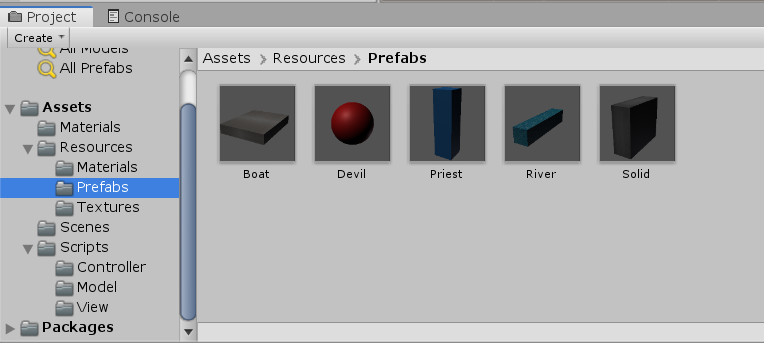 Project Console
Create
All Models
All Prefabs
Assets
Materials
Resources
Materials
Prefabs
Textures
Scenes
Scripts
Controller
Model
View
Packages
Assets Resources Prefabs
Boat Devil Priest River Solid